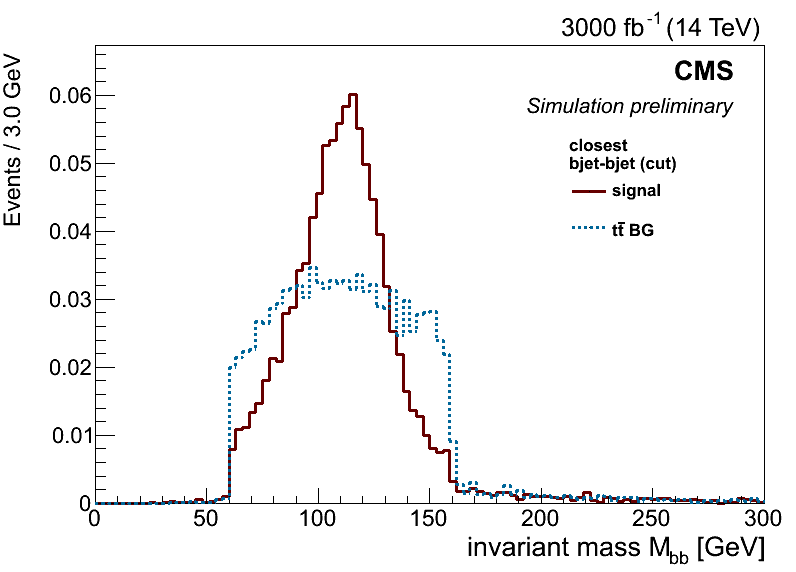 3000 fb⁻¹ (14 TeV)
CMS
Simulation preliminary
closest
bjet-bjet (cut)
signal
tt̄ BG
Events / 3.0 GeV
0.06
0.05
0.04
0.03
0.02
0.01
0
0 50 100 150 200 250 300
invariant mass M_bb [GeV]